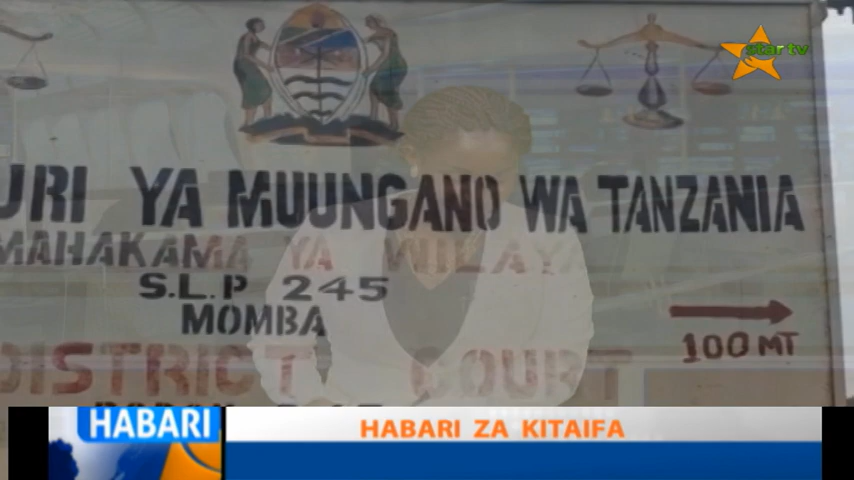 star tv
URI YA MUUNGANO WA TANZANIA
MAHAKAMA YA WILAYA
S.L.P 245
MOMBA
100 MT
DISTRICT COURT
HABARI
HABARI ZA KITAIFA